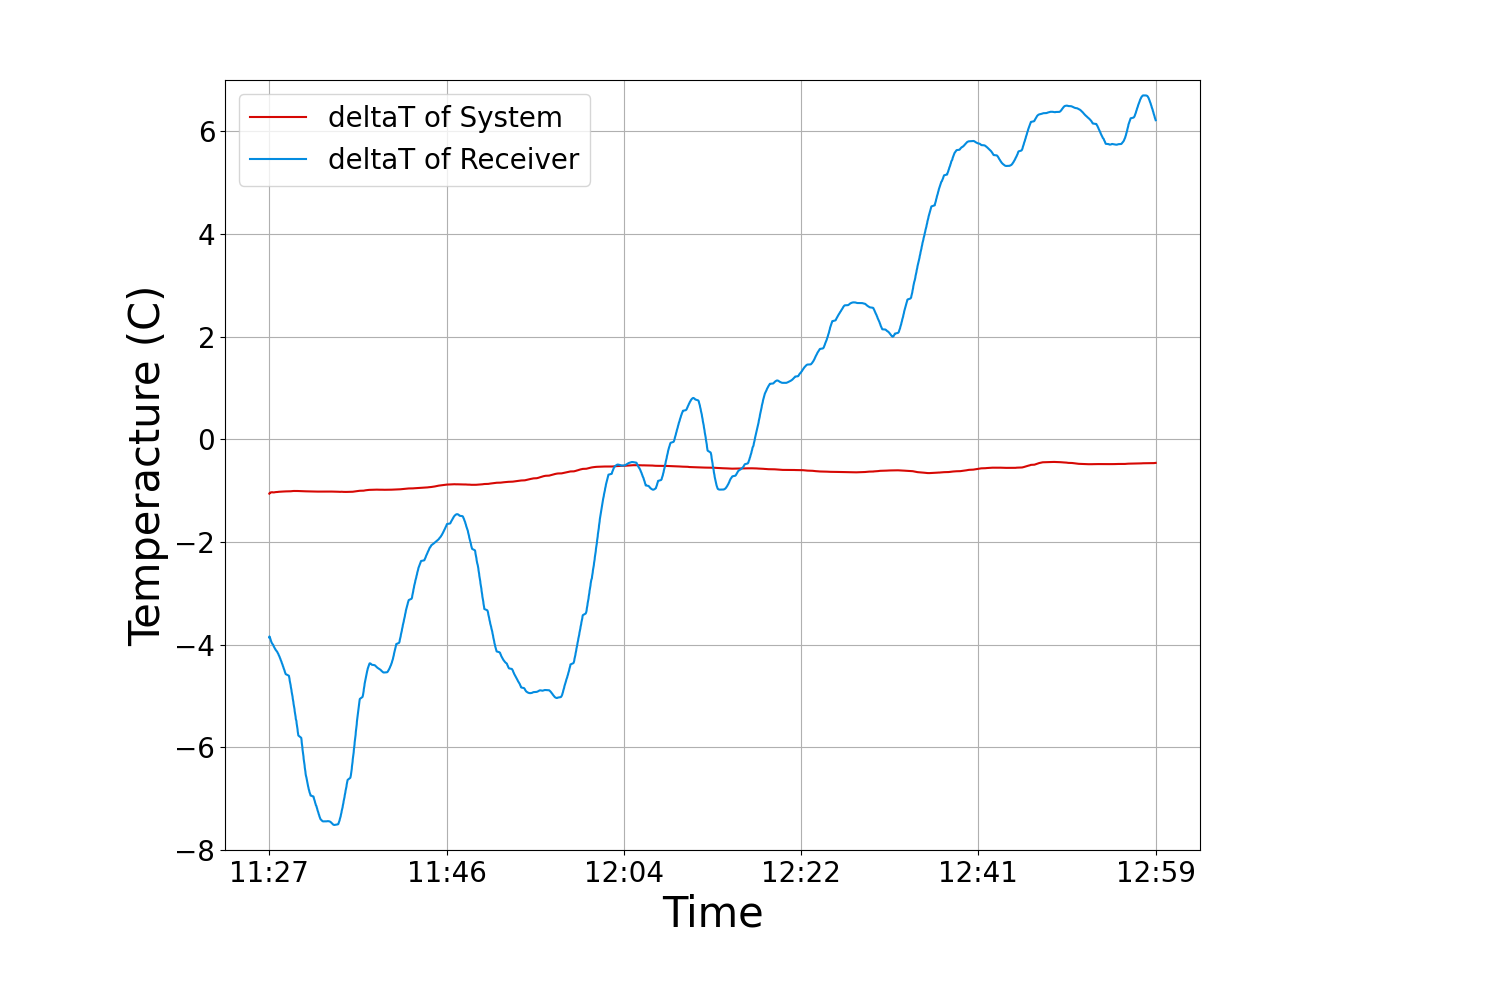 deltaT of System
deltaT of Receiver
6
4
2
0
−2
−4
−6
−8
Temperacture (C)
11:27 11:46 12:04 12:22 12:41 12:59
Time